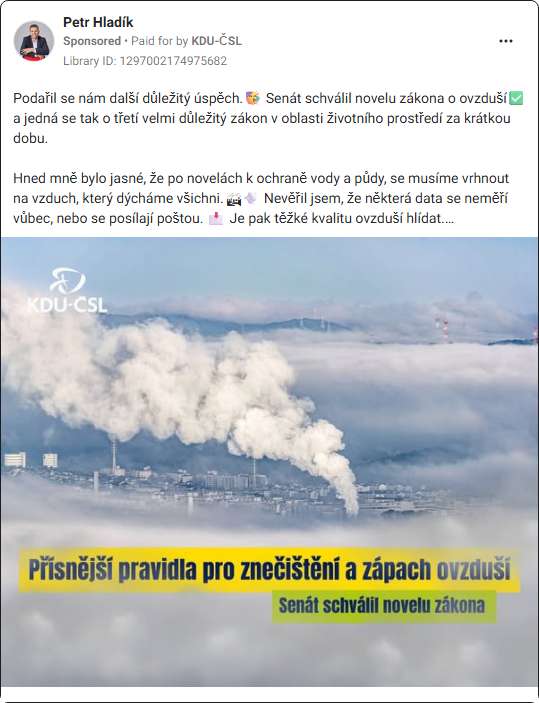 Petr Hladík
Sponsored • Paid for by KDU-ČSL
Library ID: 1297002174975682
Podařil se nám další důležitý úspěch. 🥳 Senát schválil novelu zákona o ovzduší ✅
a jedná se tak o třetí velmi důležitý zákon v oblasti životního prostředí za krátkou
dobu.
Hned mně bylo jasné, že po novelách k ochraně vody a půdy, se musíme vrhnout
na vzduch, který dýcháme všichni. Nevěřil jsem, že některá data se neměří
vůbec, nebo se posílají poštou. 📩 Je pak těžké kvalitu ovzduší hlídat....
KDU-ČSL
Přísnější pravidla pro znečištění a zápach ovzduší
Senát schválil novelu zákona